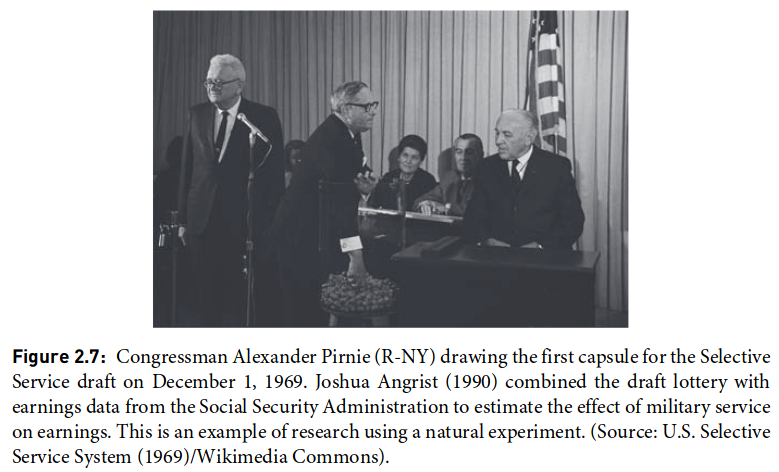 Figure 2.7: Congressman Alexander Pirnie (R-NY) drawing the first capsule for the Selective
Service draft on December 1, 1969. Joshua Angrist (1990) combined the draft lottery with
earnings data from the Social Security Administration to estimate the effect of military service
on earnings. This is an example of research using a natural experiment. (Source: U.S. Selective
Service System (1969)/Wikimedia Commons).